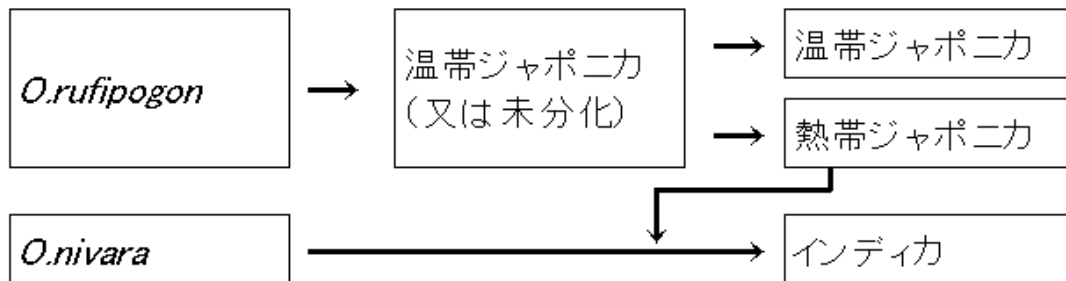 O.rufipogon
温帯ジャポニカ
(又は未分化)
温帯ジャポニカ
熱帯ジャポニカ
O.nivara
インディカ